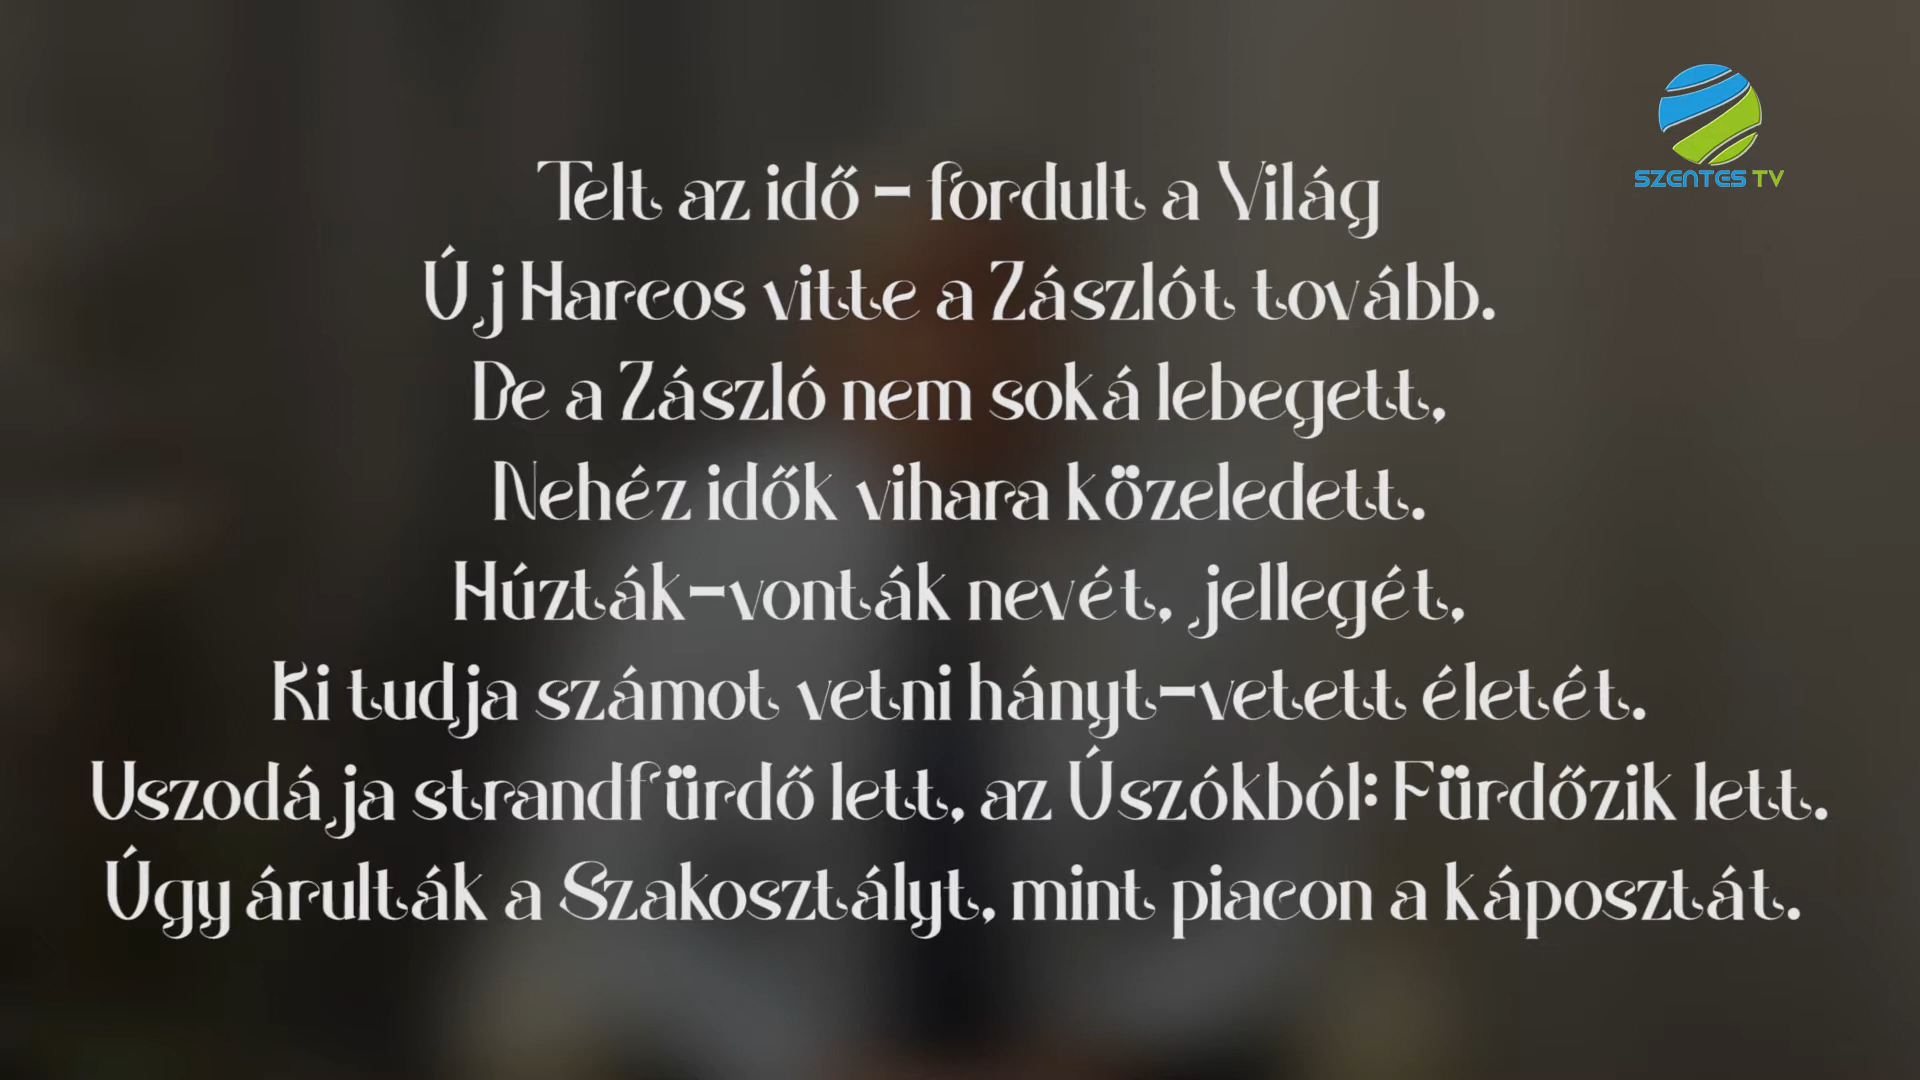 SZENTES TV
Telt az idő - fordult a Világ
Új Harcos vitte a Zászlót tovább.
De a Zászló nem soká lebegett,
Nehéz idők vihara közeledett.
Húzták-vonták nevét, jellegét,
Ki tudja számot vetni hányt-vetett életét.
Uszodája strandfürdő lett, az Úszókból: Fürdőzik lett.
Úgy árulták a Szakosztályt, mint piacon a káposztát.